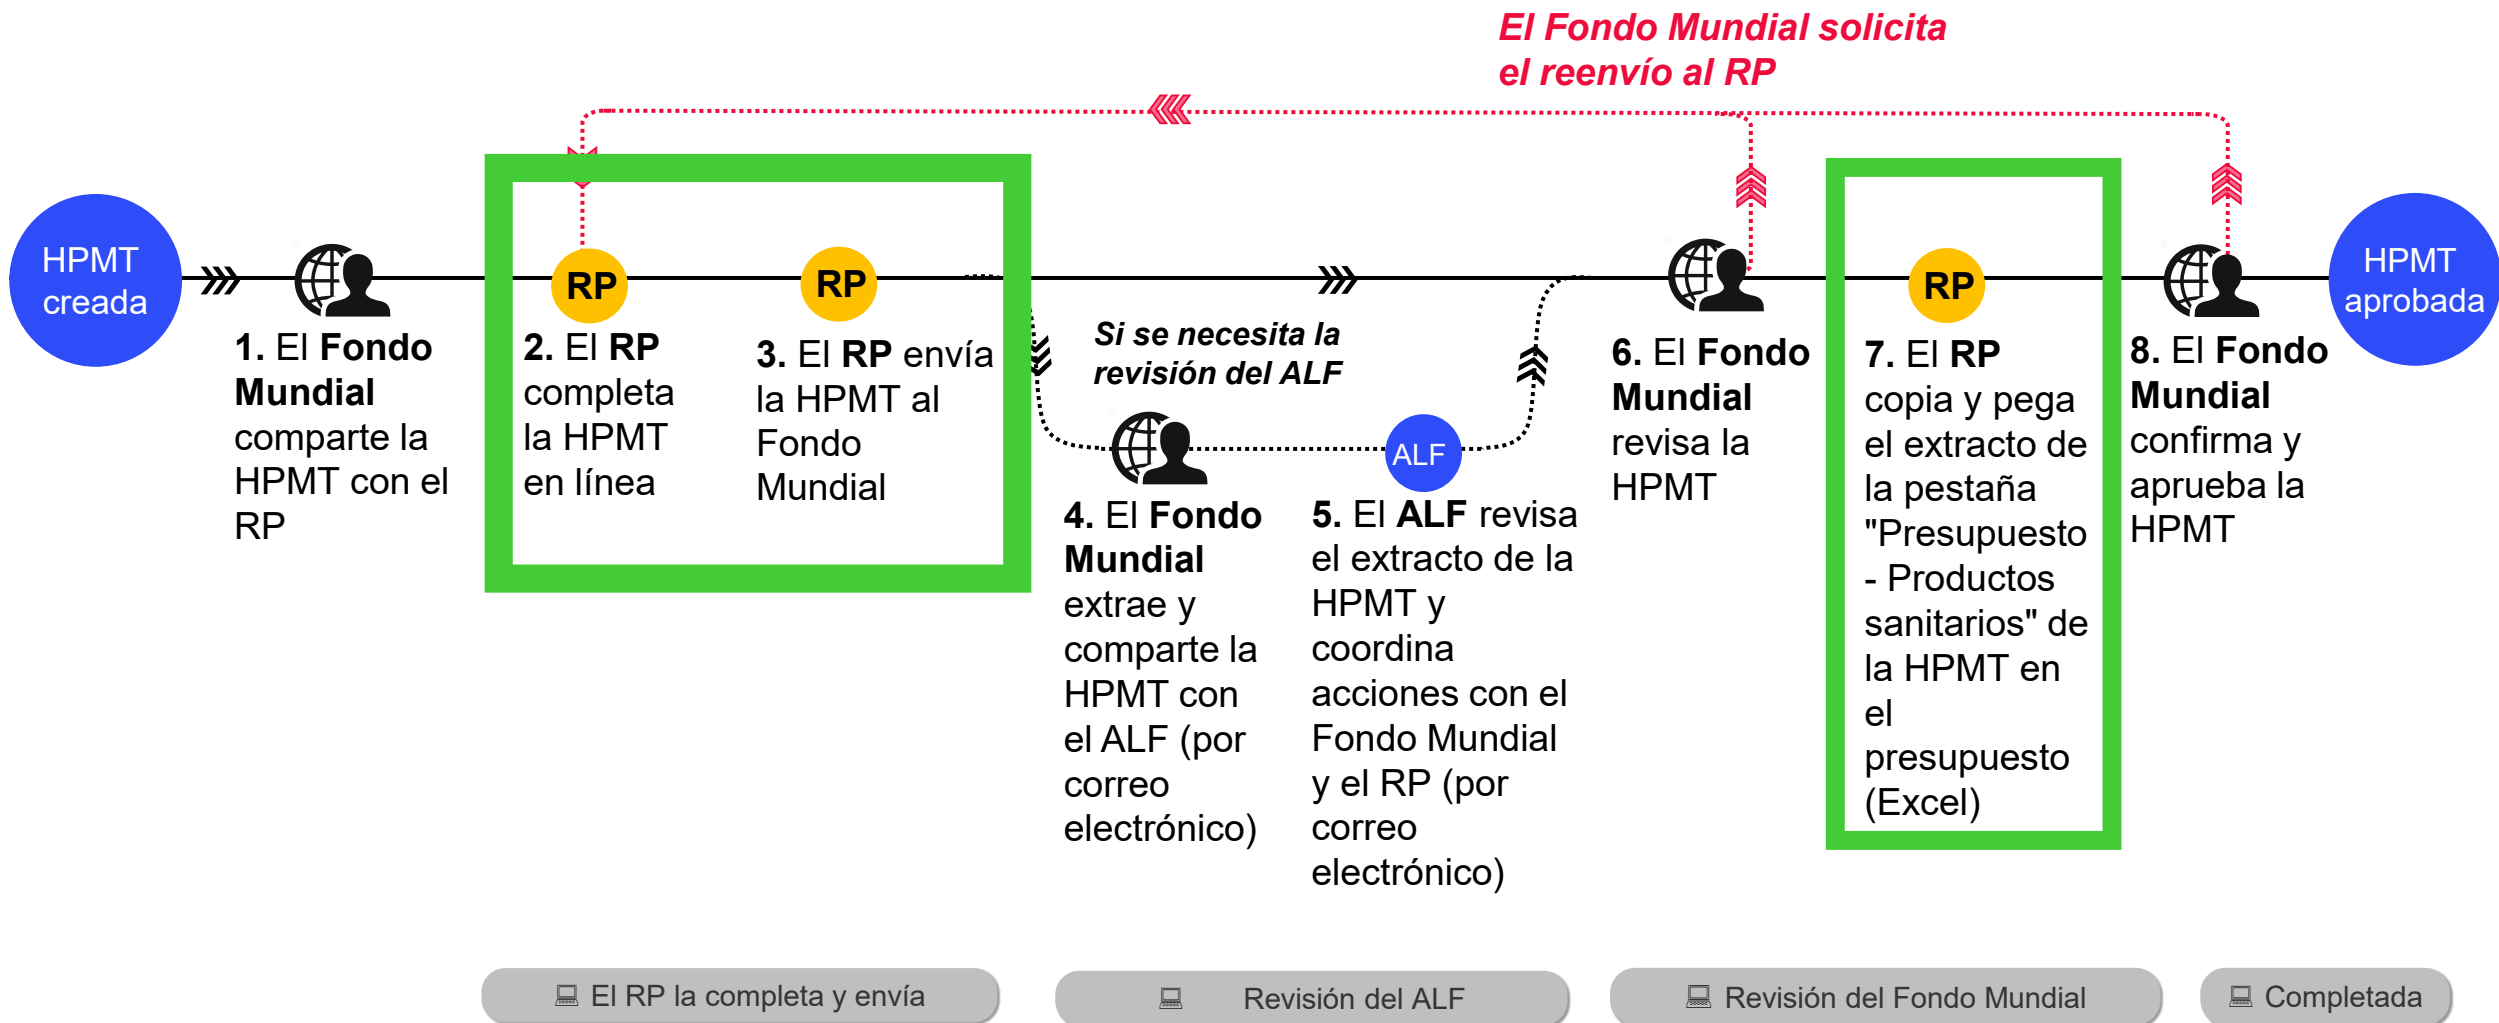 El Fondo Mundial solicita
el reenvío al RP
HPMT
creada
RP
RP
RP
HPMT
aprobada
1. El Fondo
Mundial
comparte la
HPMT con el
RP
2. El RP
completa
la HPMT
en línea
3. El RP envía
la HPMT al
Fondo
Mundial
Si se necesita la
revisión del ALF
ALF
4. El Fondo
Mundial
extrae y
comparte la
HPMT con
el ALF (por
correo
electrónico)
5. El ALF revisa
el extracto de la
HPMT y
coordina
acciones con el
Fondo Mundial
y el RP (por
correo
electrónico)
6. El Fondo
Mundial
revisa la
HPMT
7. El RP
copia y pega
el extracto de
la pestaña
"Presupuesto
- Productos
sanitarios" de
la HPMT en
el
presupuesto
(Excel)
8. El Fondo
Mundial
confirma y
aprueba la
HPMT
El RP la completa y envía
Revisión del ALF
Revisión del Fondo Mundial
Completada